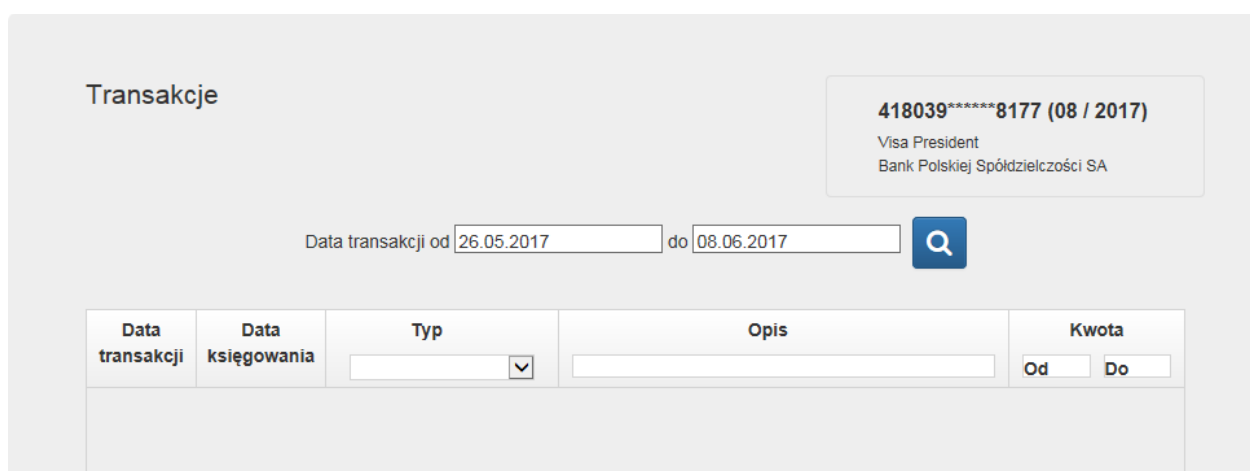 Transakcje
418039******8177 (08 / 2017)
Visa President
Bank Polskiej Spółdzielczości SA
Data transakcji od 26.05.2017 do 08.06.2017
Data transakcji
Data księgowania
Typ
Opis
Kwota
Od Do